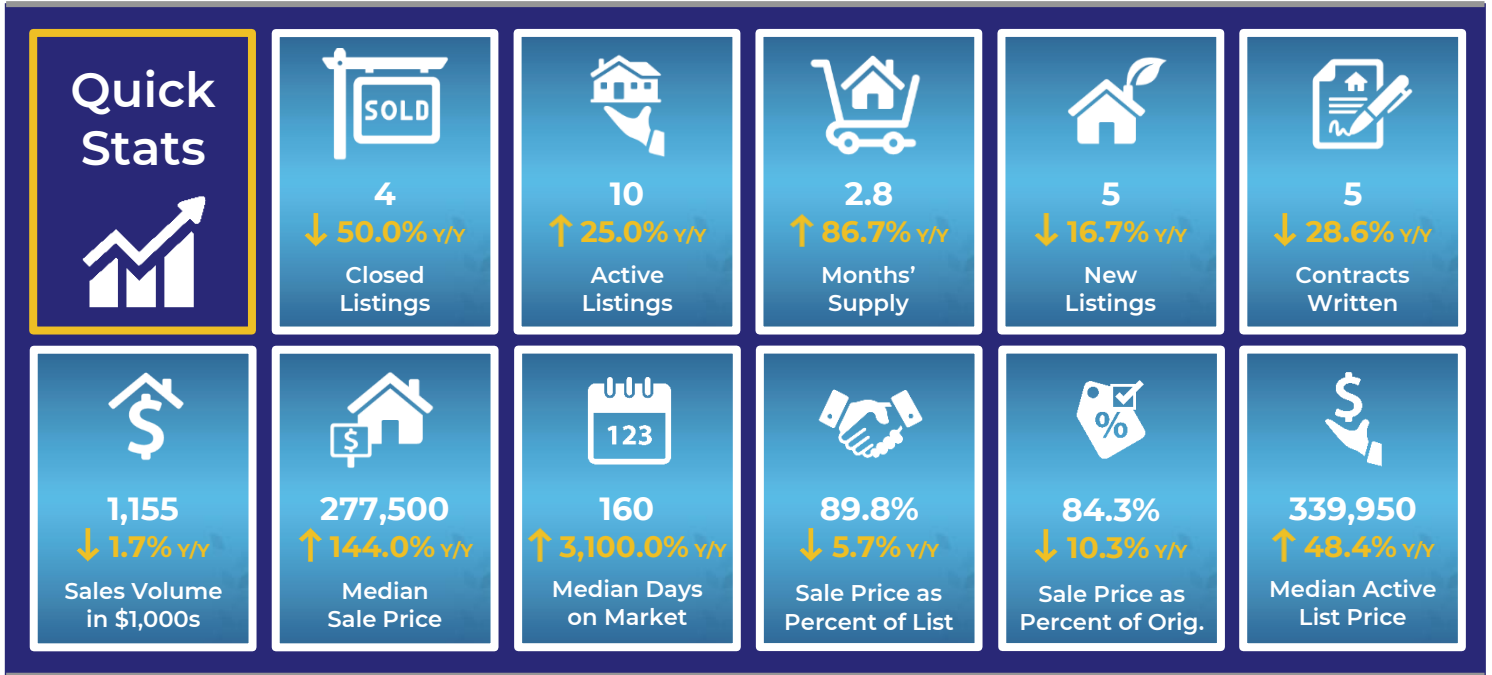 Quick
Stats
SOLD
4
↓ 50.0% Y/Y
Closed
Listings
10
↑ 25.0% Y/Y
Active
Listings
2.8
↑ 86.7% Y/Y
Months’
Supply
5
↓ 16.7% Y/Y
New
Listings
5
↓ 28.6% Y/Y
Contracts
Written
$
1,155
↓ 1.7% Y/Y
Sales Volume
in $1,000s
$
277,500
↑ 144.0% Y/Y
Median
Sale Price
123
160
↑ 3,100.0% Y/Y
Median Days
on Market
89.8%
↓ 5.7% Y/Y
Sale Price as
Percent of List
%
84.3%
↓ 10.3% Y/Y
Sale Price as
Percent of Orig.
$
339,950
↑ 48.4% Y/Y
Median Active
List Price